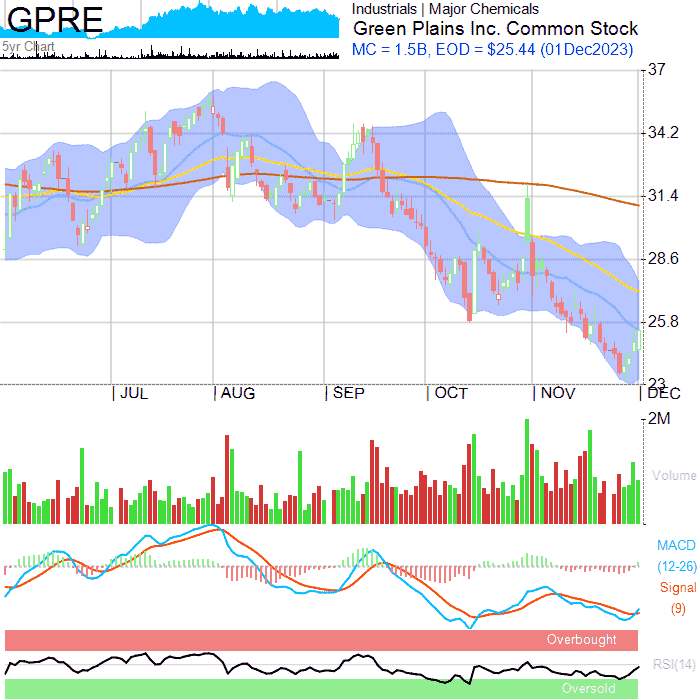 GPRE
5yr Chart
Industrials | Major Chemicals
Green Plains Inc. Common Stock
MC = 1.5B, EOD = $25.44 (01Dec2023)
37
34.2
31.4
28.6
25.8
23
| JUL | AUG | SEP | OCT | NOV | DEC
2M
Volume
MACD
(12-26)
Signal
(9)
Overbought
RSI(14)
Oversold